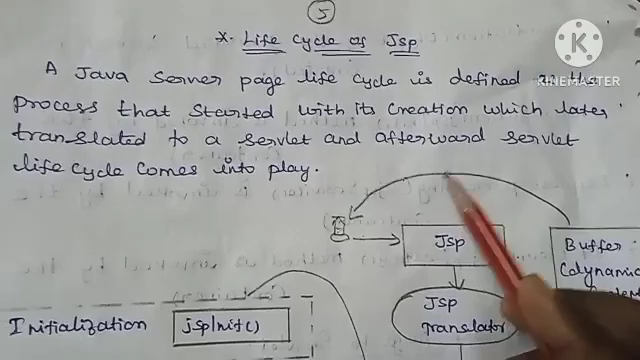 5
x. Life Cycle of Jsp
KINEMASTER
A Java Server page life cycle is defined as the
process that started with its creation which later
translated to a servlet and afterward servlet
life cycle comes into play.
Jsp
Buffer
Initialization
jspInit()
Jsp
Translator